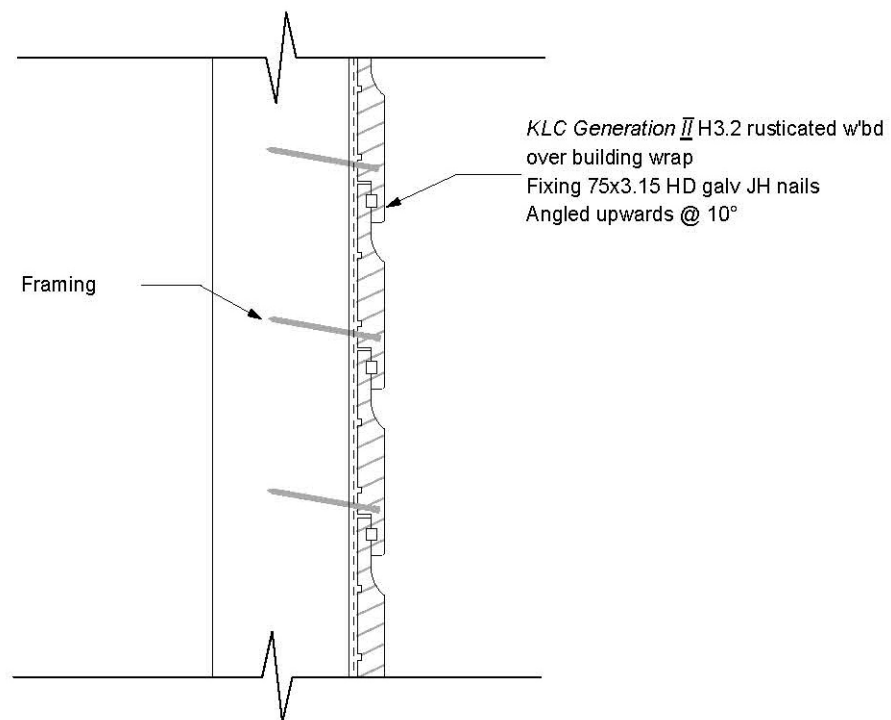 KLC Generation II H3.2 rusticated w'bd
over building wrap
Fixing 75x3.15 HD galv JH nails
Angled upwards @ 10°
Framing